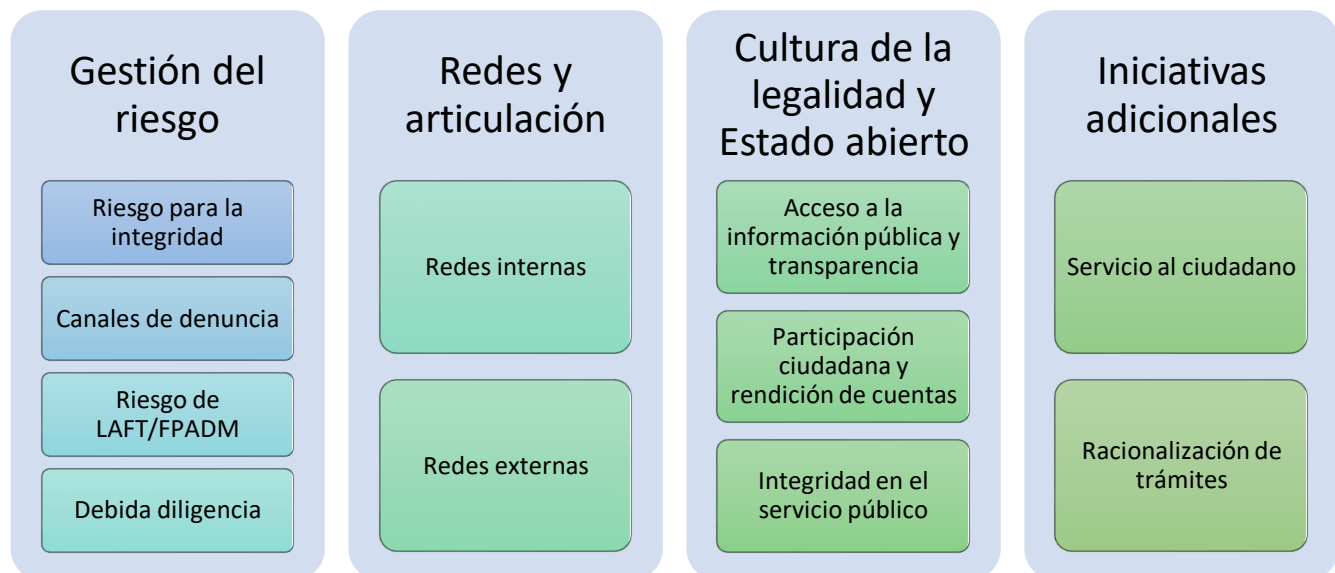 Gestión del
riesgo
Riesgo para la
integridad
Canales de denuncia
Riesgo de
LAFT/FPADM
Debida diligencia
Redes y
articulación
Redes internas
Redes externas
Cultura de la
legalidad y
Estado abierto
Acceso a la
información pública y
transparencia
Participación
ciudadana y
rendición de cuentas
Integridad en el
servicio público
Iniciativas
adicionales
Servicio al ciudadano
Racionalización de
trámites